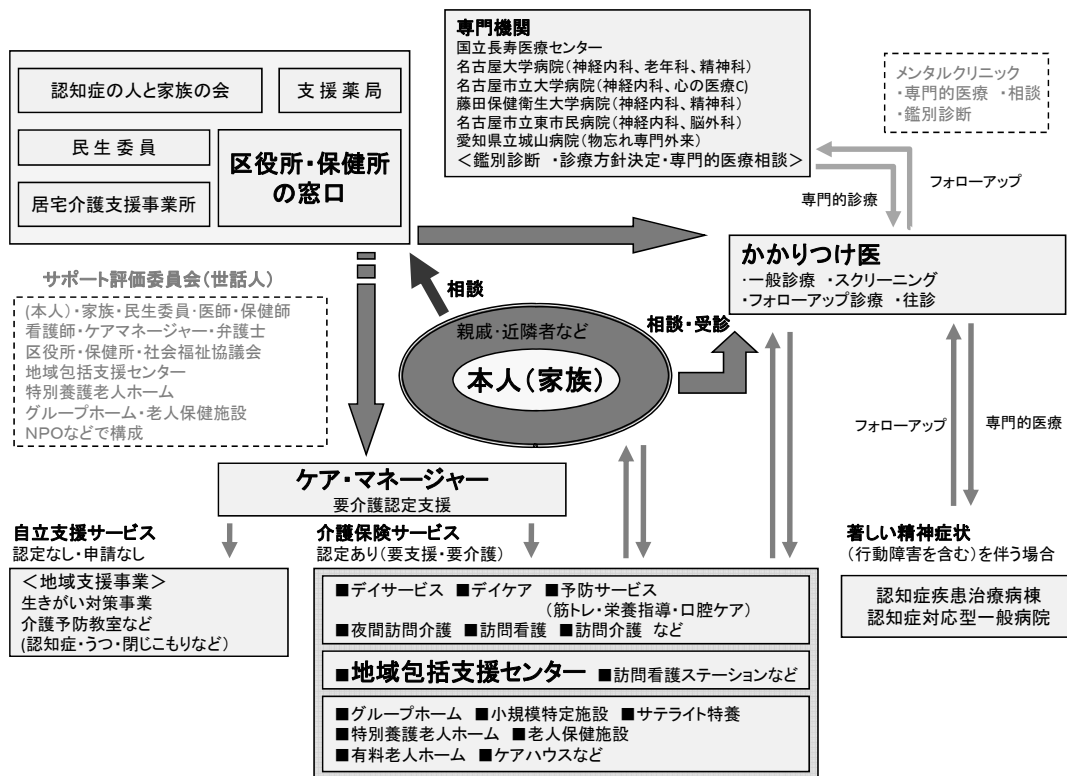 認知症の人と家族の会
支援薬局
民生委員
居宅介護支援事業所
区役所・保健所
の窓口
専門機関
国立長寿医療センター
名古屋大学病院(神経内科、老年科、精神科)
名古屋市立大学病院(神経内科、心の医療C)
藤田保健衛生大学病院(神経内科、精神科)
名古屋市立東市民病院(神経内科、脳外科)
愛知県立城山病院(物忘れ専門外来)
<鑑別診断 ・診療方針決定・専門的医療相談>
メンタルクリニック
・専門的医療 ・相談
・鑑別診断
フォローアップ
専門的診療
かかりつけ医
・一般診療 ・スクリーニング
・フォローアップ診療 ・往診
サポート評価委員会(世話人)
(本人)・家族・民生委員・医師・保健師
看護師・ケアマネージャー・弁護士
区役所・保健所・社会福祉協議会
地域包括支援センター
特別養護老人ホーム
グループホーム・老人保健施設
NPOなどで構成
相談
親戚・近隣者など
本人(家族)
相談・受診
フォローアップ
専門的医療
ケア・マネージャー
要介護認定支援
自立支援サービス
認定なし・申請なし
<地域支援事業>
生きがい対策事業
介護予防教室など
(認知症・うつ・閉じこもりなど)
介護保険サービス
認定あり(要支援・要介護)
■デイサービス ■デイケア ■予防サービス
(筋トレ・栄養指導・口腔ケア)
■夜間訪問介護 ■訪問看護 ■訪問介護 など
■地域包括支援センター ■訪問看護ステーションなど
■グループホーム ■小規模特定施設 ■サテライト特養
■特別養護老人ホーム ■老人保健施設
■有料老人ホーム ■ケアハウスなど
著しい精神症状
(行動障害を含む)を伴う場合
認知症疾患治療病棟
認知症対応型一般病院